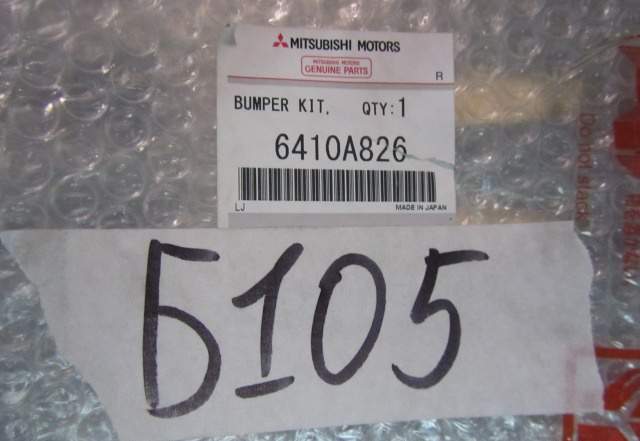 MITSUBISHI MOTORS
MITSUBISHI MOTORS
GENUINE PARTS
R
BUMPER KIT, QTY:1
6410A826
LJ MADE IN JAPAN
Do not stack
Б105